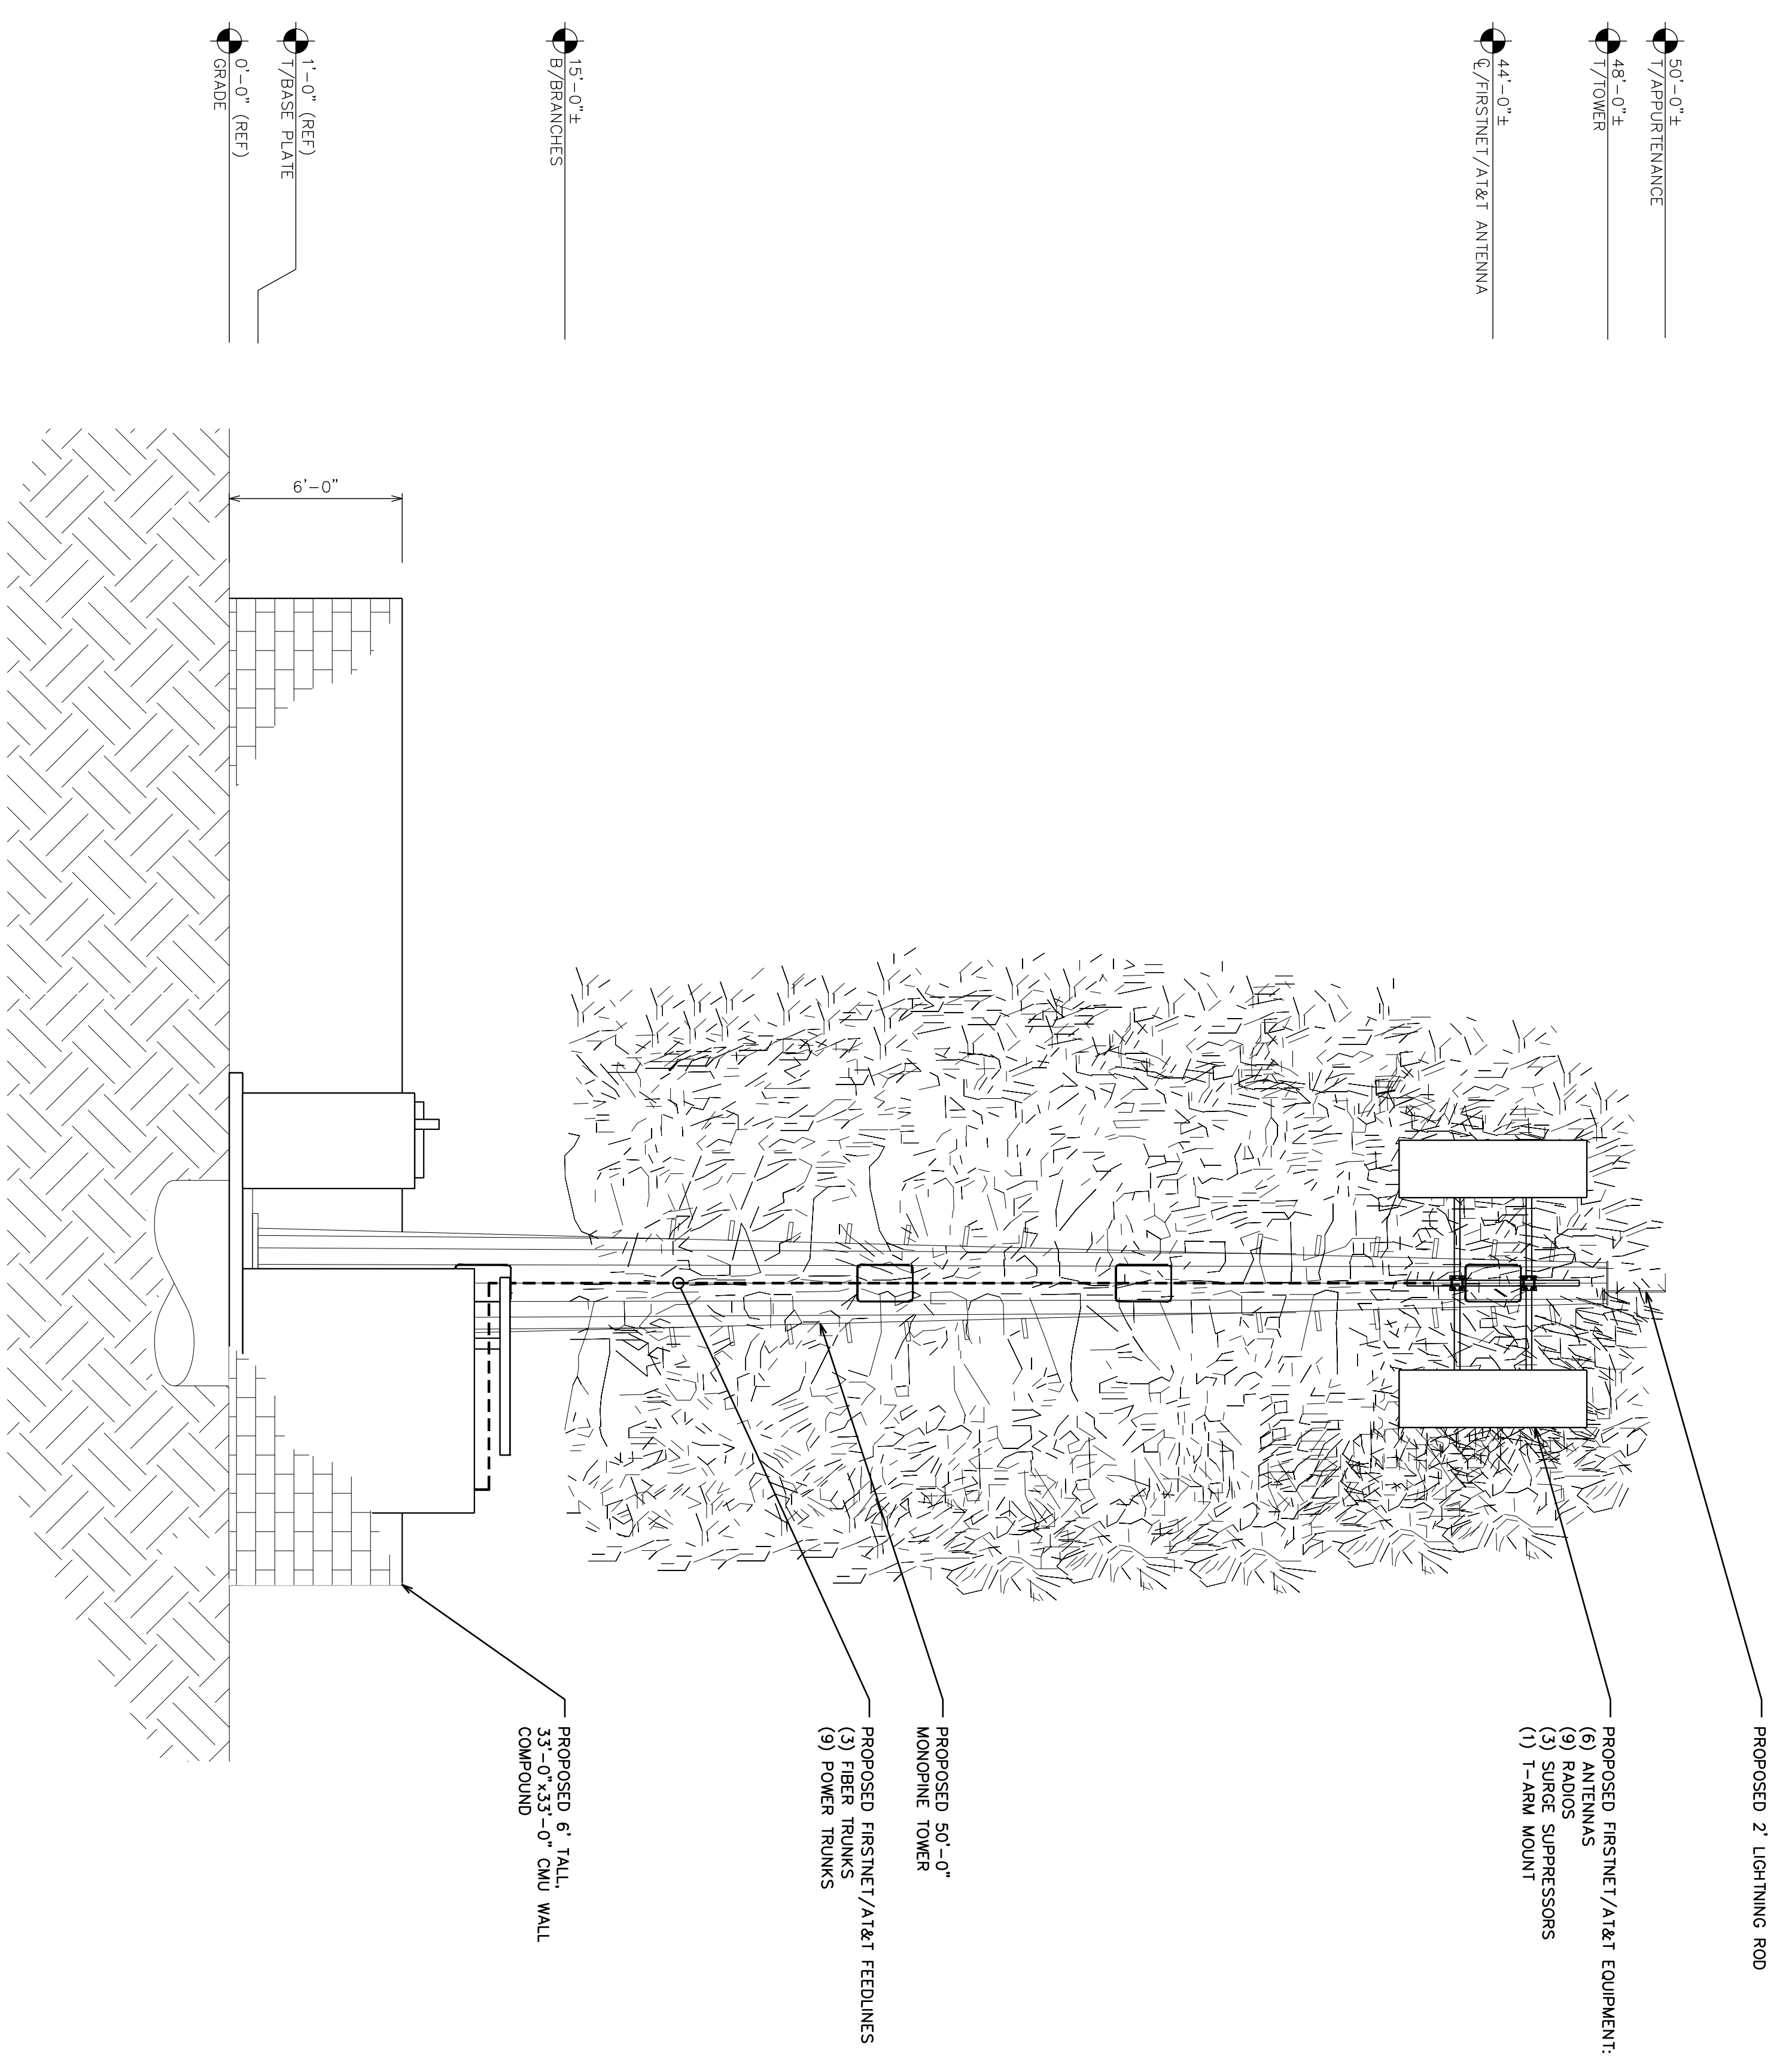 50'-0"±
T/APPURTENANCE
48'-0"±
T/TOWER
44'-0"±
℄/FIRSTNET/AT&T ANTENNA
15'-0"±
B/BRANCHES
1'-0" (REF)
T/BASE PLATE
0'-0" (REF)
GRADE
6'-0"
PROPOSED 2' LIGHTNING ROD
PROPOSED FIRSTNET/AT&T EQUIPMENT:
(6) ANTENNAS
(9) RADIOS
(3) SURGE SUPPRESSORS
(1) T-ARM MOUNT
PROPOSED 50'-0"
MONOPINE TOWER
PROPOSED FIRSTNET/AT&T FEEDLINES
(3) FIBER TRUNKS
(9) POWER TRUNKS
PROPOSED 6' TALL,
33'-0"x33'-0" CMU WALL
COMPOUND